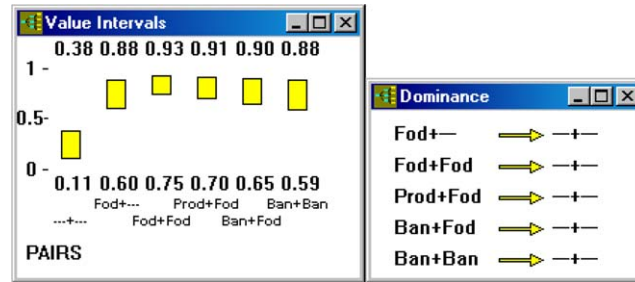 Value Intervals
0.38 0.88 0.93 0.91 0.90 0.88
1 -
0.5-
0 -
0.11 0.60 0.75 0.70 0.65 0.59
Fod+--- Prod+Fod Ban+Ban
---+--- Fod+Fod Ban+Fod
PAIRS
Dominance
Fod+— —+—
Fod+Fod —+—
Prod+Fod —+—
Ban+Fod —+—
Ban+Ban —+—